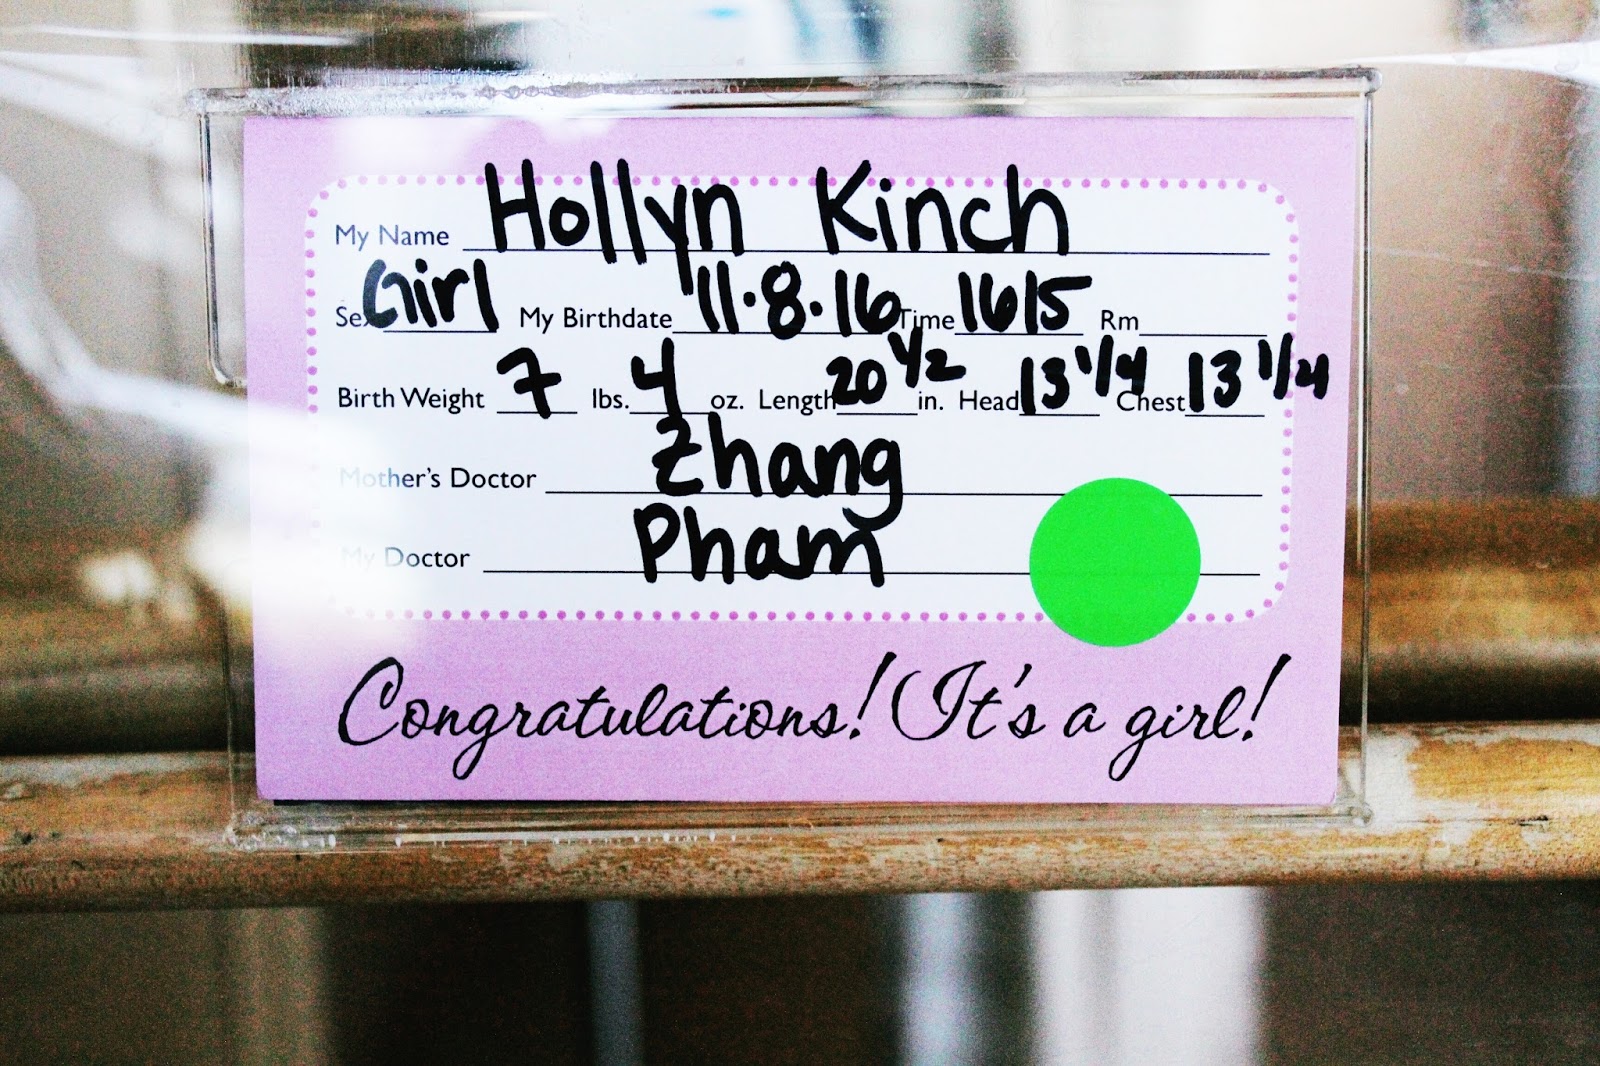 My Name Hollyn Kinch
Sex Girl My Birthdate 11.8.16 Time 1615 Rm
Birth Weight 7 lbs. 4 oz. Length 20 1/2 in. Head 13 1/4 Chest 13 1/4
Mother's Doctor Zhang
My Doctor Pham
Congratulations! It's a girl!